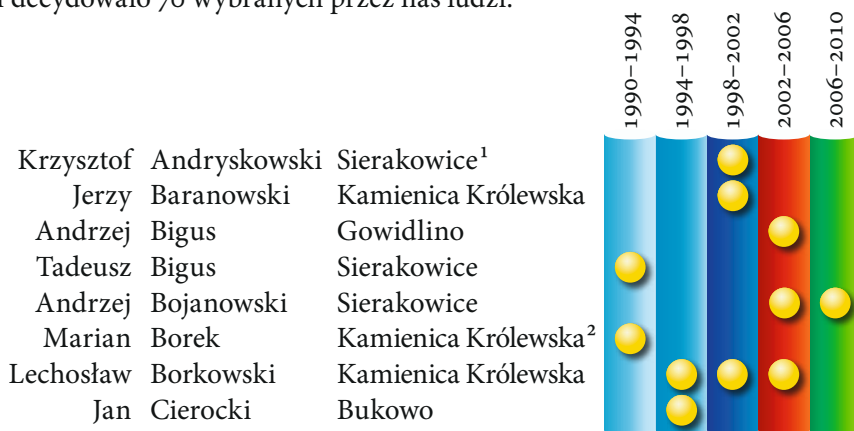 decydowało 70 wybranych przez nas ludzi.
1990–1994
1994–1998
1998–2002
2002–2006
2006–2010
Krzysztof Andryskowski Sierakowice¹
Jerzy Baranowski Kamienica Królewska
Andrzej Bigus Gowidlino
Tadeusz Bigus Sierakowice
Andrzej Bojanowski Sierakowice
Marian Borek Kamienica Królewska²
Lechosław Borkowski Kamienica Królewska
Jan Cierocki Bukowo